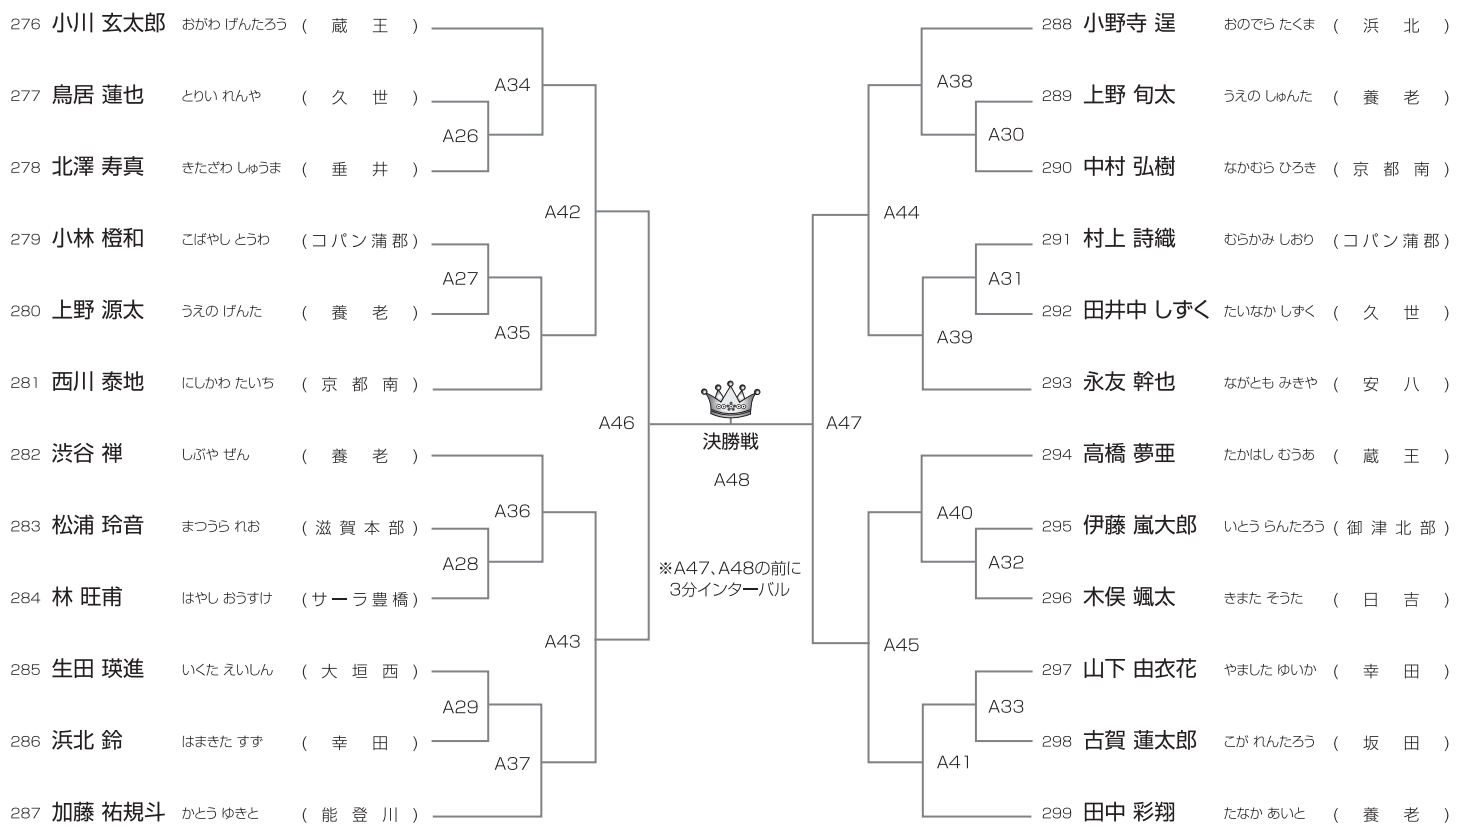 276 小川 玄太郎 おがわ げんたろう ( 蔵 王 )
A34
277 鳥居 蓮也 とりい れんや ( 久 世 )
A26
278 北澤 寿真 きたざわ しゅうま ( 垂 井 )
A42
279 小林 橙和 こばやし とうわ (コパン蒲郡)
A27
280 上野 源太 うえの げんた ( 養 老 )
A35
281 西川 泰地 にしかわ たいち ( 京 都 南 )
A46
282 渋谷 禅 しぶや ぜん ( 養 老 )
A36
283 松浦 玲音 まつうら れお ( 滋 賀 本 部 )
A28
284 林 旺甫 はやし おうすけ (サーラ豊橋)
A43
285 生田 瑛進 いくた えいしん ( 大 垣 西 )
A29
286 浜北 鈴 はまきた すず ( 幸 田 )
A37
287 加藤 祐規斗 かとう ゆきと ( 能 登 川 )
決勝戦
A48
※A47、A48の前に
3分インターバル
288 小野寺 逞 おのでら たくま ( 浜 北 )
A38
289 上野 旬太 うえの しゅんた ( 養 老 )
A30
290 中村 弘樹 なかむら ひろき ( 京 都 南 )
A44
291 村上 詩織 むらかみ しおり (コパン蒲郡)
A31
292 田井中 しずく たいなか しずく ( 久 世 )
A39
293 永友 幹也 ながとも みきや ( 安 八 )
A47
294 高橋 夢亜 たかはし むうあ ( 蔵 王 )
A40
295 伊藤 嵐大郎 いとう らんたろう ( 御 津 北 部 )
A32
296 木俣 颯太 きまた そうた ( 日 吉 )
A45
297 山下 由衣花 やました ゆいか ( 幸 田 )
A33
298 古賀 蓮太郎 こが れんたろう ( 坂 田 )
A41
299 田中 彩翔 たなか あいと ( 養 老 )